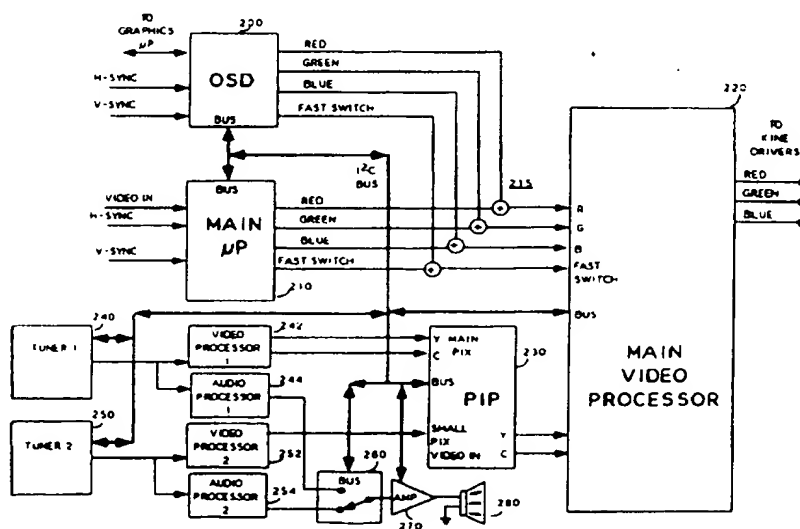 TO
GRAPHICS
µP
200
OSD
H-SYNC
V-SYNC
BUS
RED
GREEN
BLUE
FAST SWITCH
I²C
BUS
BUS
VIDEO IN
H-SYNC
V-SYNC
MAIN
µP
210
RED
GREEN
BLUE
FAST SWITCH
215
220
R
G
B
FAST
SWITCH
BUS
MAIN
VIDEO
PROCESSOR
Y
C
TO
KINE
DRIVERS
RED
GREEN
BLUE
240
TUNER 1
242
VIDEO
PROCESSOR
1
244
AUDIO
PROCESSOR
1
250
TUNER 2
VIDEO
PROCESSOR
2
252
AUDIO
PROCESSOR
2
254
230
Y MAIN
PIX
C
BUS
PIP
SMALL
PIX
VIDEO IN
260
BUS
AMP
270
280